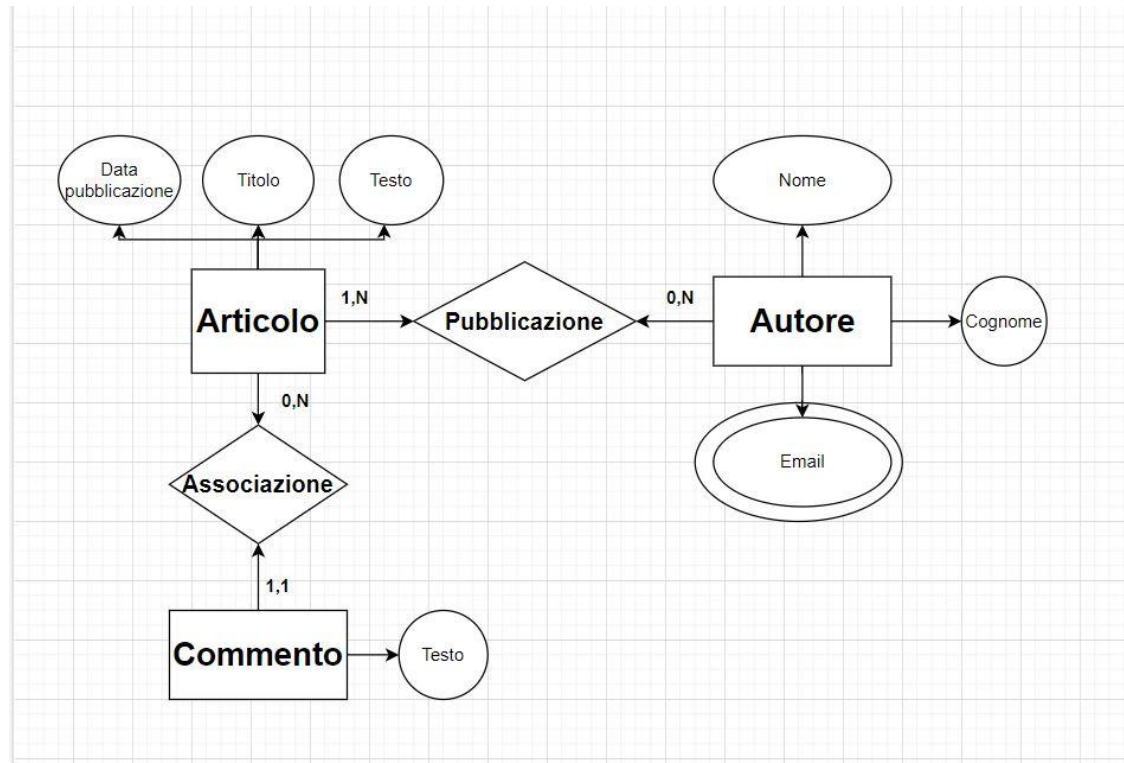 Data
pubblicazione
Titolo
Testo
Nome
Articolo
1,N
Pubblicazione
0,N
Autore
Cognome
0,N
Associazione
Email
1,1
Commento
Testo